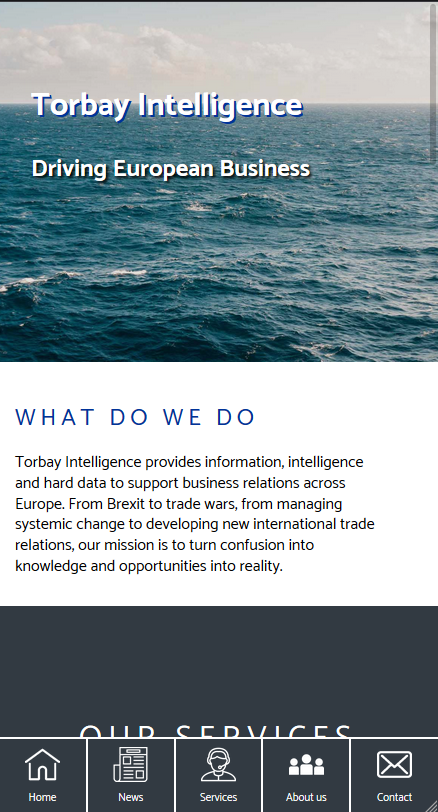 Torbay Intelligence
Driving European Business
WHAT DO WE DO
Torbay Intelligence provides information, intelligence
and hard data to support business relations across
Europe. From Brexit to trade wars, from managing
systemic change to developing new international trade
relations, our mission is to turn confusion into
knowledge and opportunities into reality.
OUR SERVICES
Home News Services About us Contact